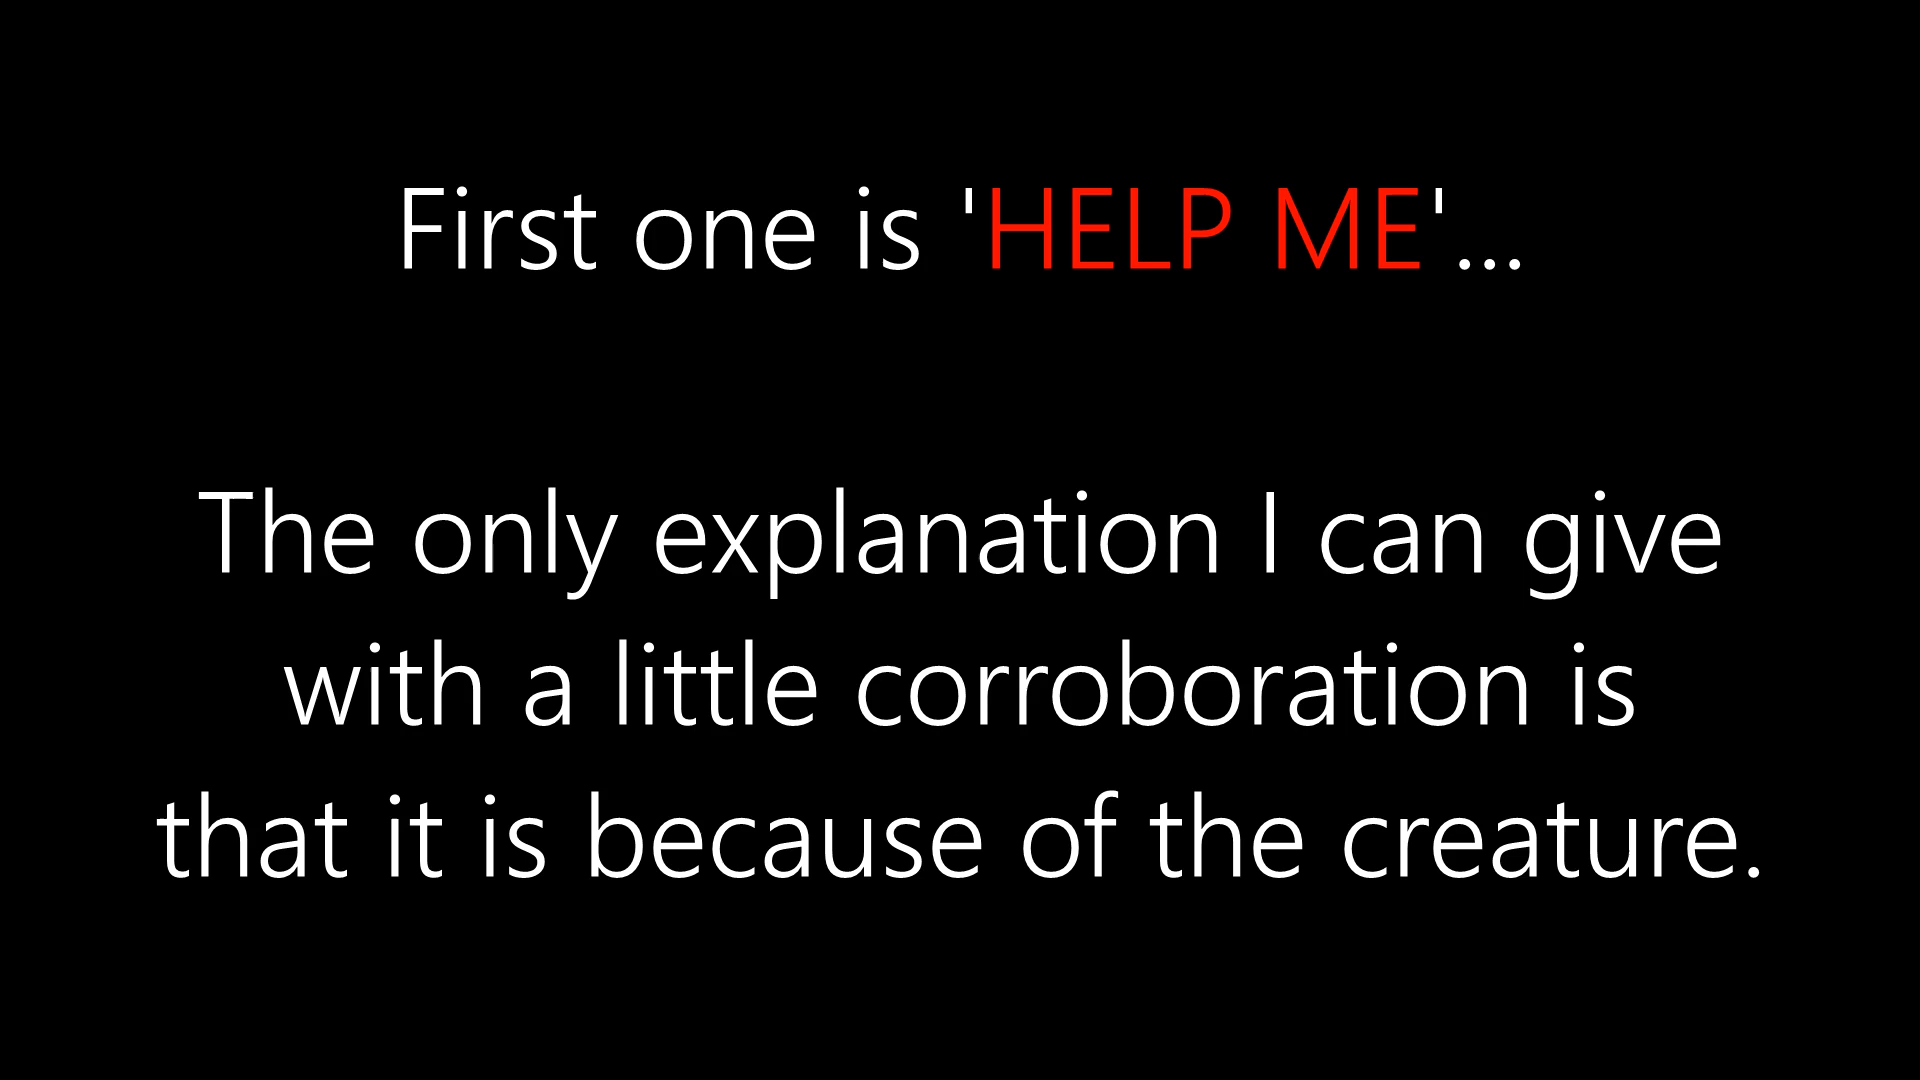 First one is 'HELP ME'...
The only explanation I can give
with a little corroboration is
that it is because of the creature.